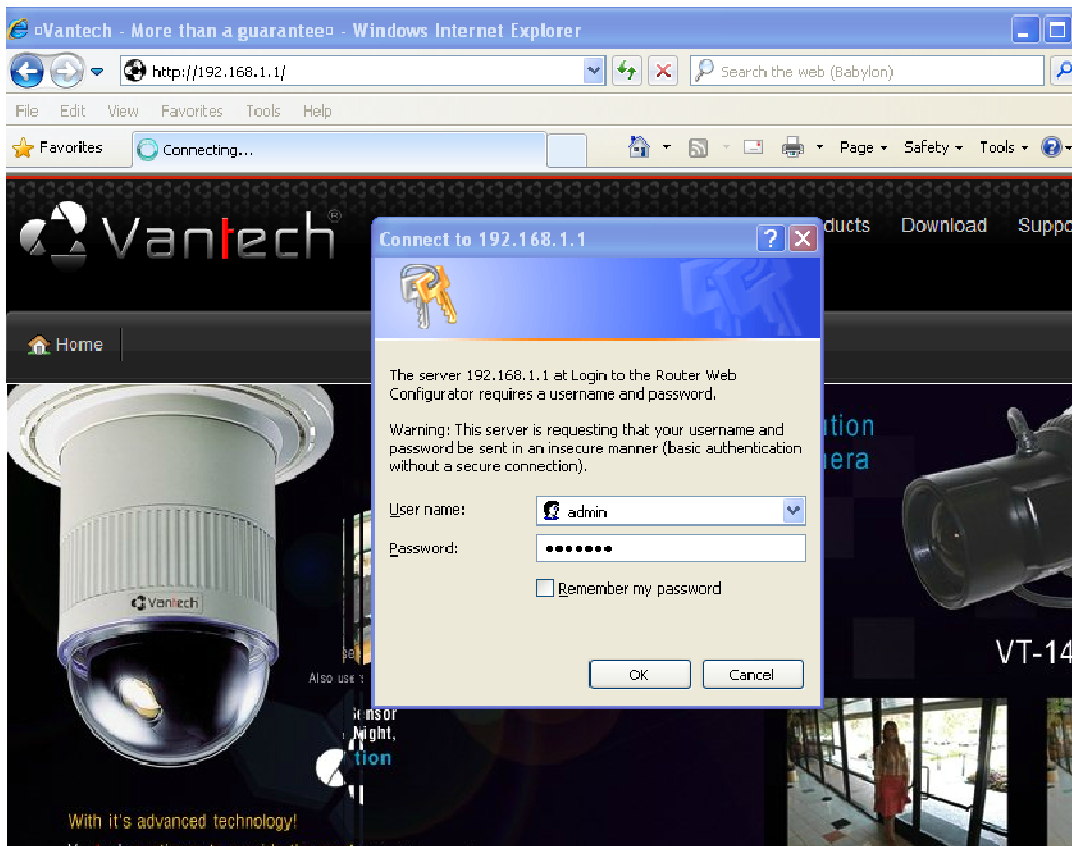 ▫Vantech - More than a guarantee▫ - Windows Internet Explorer
http://192.168.1.1/
Search the web (Babylon)
File Edit View Favorites Tools Help
Favorites
Connecting...
Page Safety Tools
Vantech®
ducts Download Suppo
Connect to 192.168.1.1
Home
The server 192.168.1.1 at Login to the Router Web
Configurator requires a username and password.
Warning: This server is requesting that your username and
password be sent in an insecure manner (basic authentication
without a secure connection).
User name:
admin
Password:
•••••••
Remember my password
OK Cancel
ution
era
Vantech
VT-14
Also use
Night,
tion
With it's advanced technology!